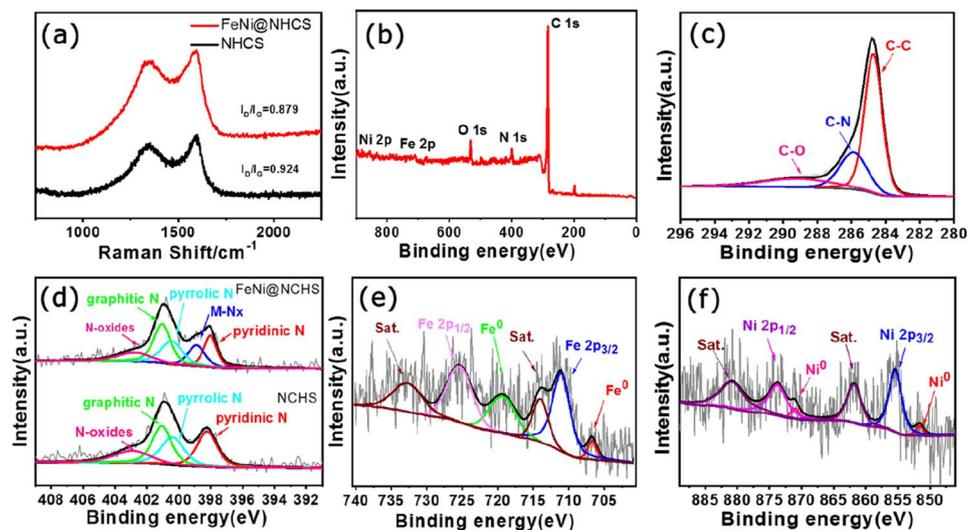 (a)
FeNi@NHCS
NHCS
I_D/I_G=0.879
I_D/I_G=0.924
Intensity(a.u.)
1000 1500 2000
Raman Shift/cm⁻¹
(b)
C 1s
O 1s
N 1s
Ni 2p
Fe 2p
Intensity(a.u.)
800 600 400 200 0
Binding energy(eV)
(c)
C-C
C-N
C-O
Intensity(a.u.)
296 294 292 290 288 286 284 282 280
Binding energy(eV)
(d)
FeNi@NCHS
graphitic N
pyrrolic N
M-Nx
N-oxides
pyridinic N
NCHS
graphitic N
pyrrolic N
N-oxides
pyridinic N
Intensity(a.u.)
408 406 404 402 400 398 396 394 392
Binding energy(eV)
(e)
Sat.
Fe 2p1/2
Fe⁰
Sat.
Fe 2p3/2
Fe⁰
Intensity(a.u.)
740 735 730 725 720 715 710 705
Binding energy(eV)
(f)
Sat.
Ni 2p1/2
Ni⁰
Sat.
Ni 2p3/2
Ni⁰
Intensity(a.u.)
885 880 875 870 865 860 855 850
Binding energy(eV)